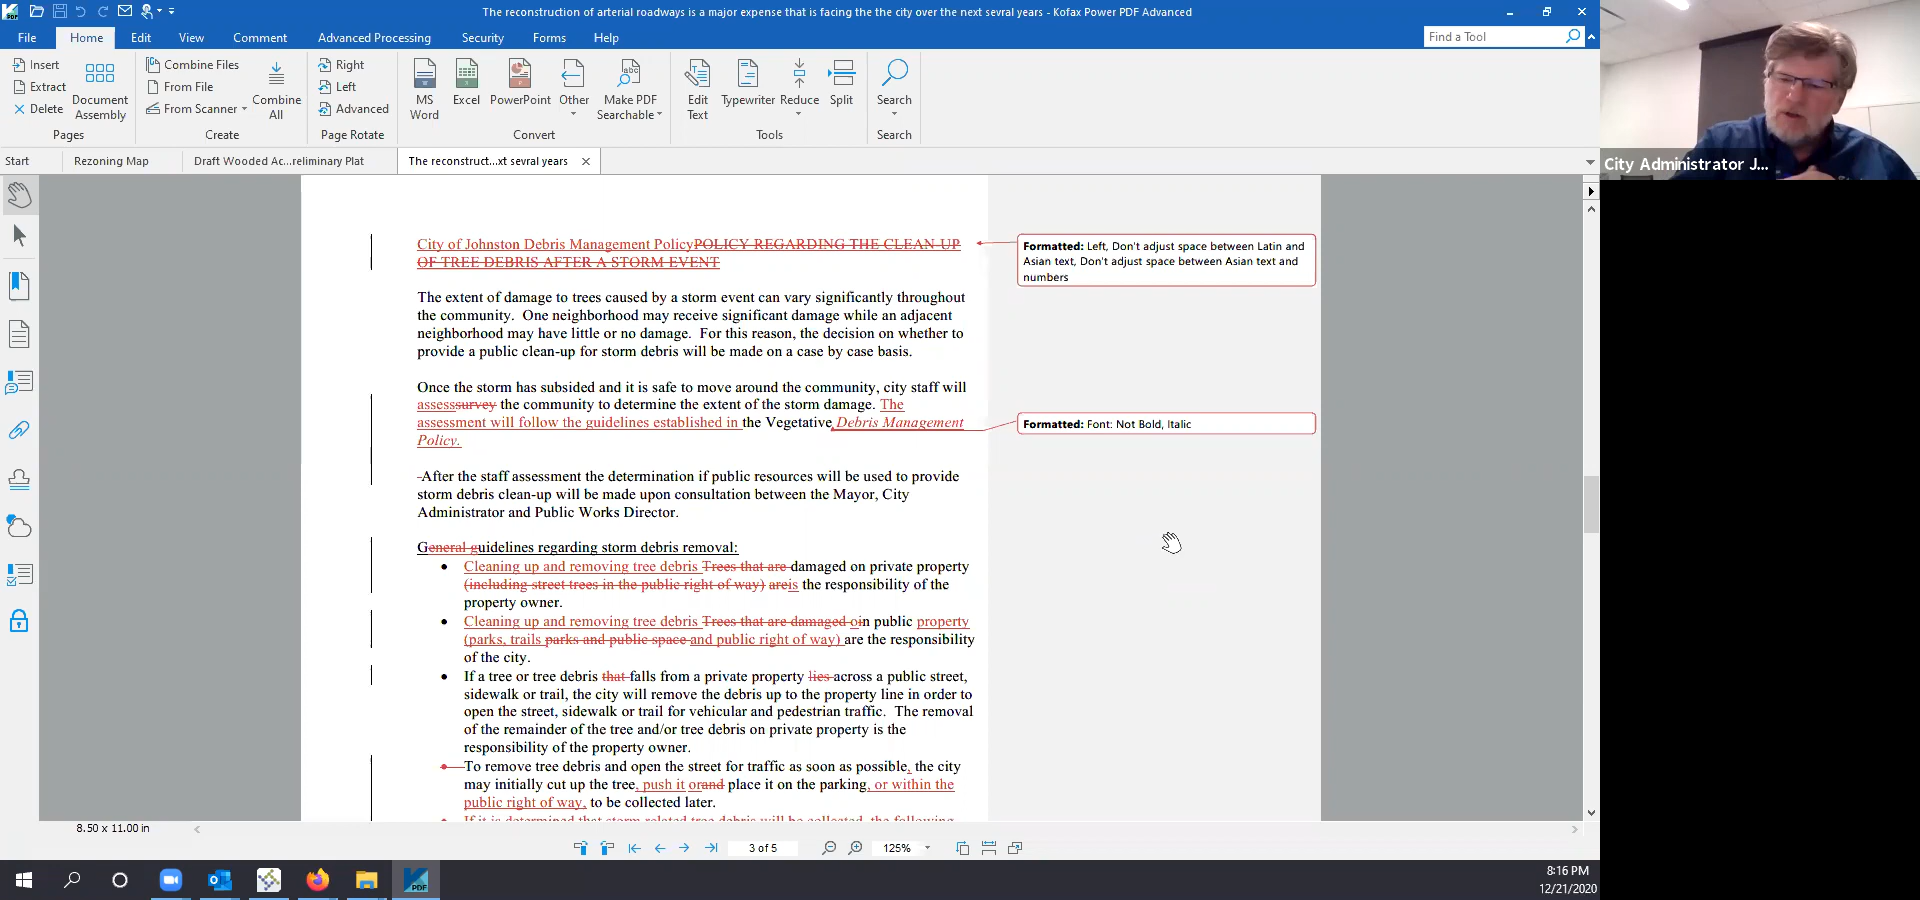 The reconstruction of arterial roadways is a major expense that is facing the the city over the next sevral years - Kofax Power PDF Advanced
File Home Edit View Comment Advanced Processing Security Forms Help Find a Tool
Insert
Extract
Delete
Document Assembly
Pages
Combine Files
From File
From Scanner
Combine All
Create
Right
Left
Advanced
Page Rotate
MS Word
Excel
PowerPoint
Other
Make PDF Searchable
Convert
Edit Text
Typewriter
Reduce
Split
Tools
Search
Search
Start Rezoning Map Draft Wooded Ac...reliminary Plat The reconstruct...xt sevral years
City Administrator J...
City of Johnston Debris Management PolicyPOLICY REGARDING THE CLEAN-UP
OF TREE DEBRIS AFTER A STORM EVENT
Formatted: Left, Don't adjust space between Latin and
Asian text, Don't adjust space between Asian text and
numbers
The extent of damage to trees caused by a storm event can vary significantly throughout
the community. One neighborhood may receive significant damage while an adjacent
neighborhood may have little or no damage. For this reason, the decision on whether to
provide a public clean-up for storm debris will be made on a case by case basis.
Once the storm has subsided and it is safe to move around the community, city staff will
assesssurvey the community to determine the extent of the storm damage. The
assessment will follow the guidelines established in the Vegetative Debris Management
Policy.
Formatted: Font: Not Bold, Italic
-After the staff assessment the determination if public resources will be used to provide
storm debris clean-up will be made upon consultation between the Mayor, City
Administrator and Public Works Director.
General guidelines regarding storm debris removal:
• Cleaning up and removing tree debris Trees that are damaged on private property
(including street trees in the public right of way) areis the responsibility of the
property owner.
• Cleaning up and removing tree debris Trees that are damaged oin public property
(parks, trails parks and public space and public right of way) are the responsibility
of the city.
• If a tree or tree debris that falls from a private property lies across a public street,
sidewalk or trail, the city will remove the debris up to the property line in order to
open the street, sidewalk or trail for vehicular and pedestrian traffic. The removal
of the remainder of the tree and/or tree debris on private property is the
responsibility of the property owner.
• To remove tree debris and open the street for traffic as soon as possible, the city
may initially cut up the tree, push it orand place it on the parking, or within the
public right of way, to be collected later.
• If it is determined that storm related tree debris will be collected, the following
8.50 x 11.00 in
3 of 5
125%
8:16 PM
12/21/2020